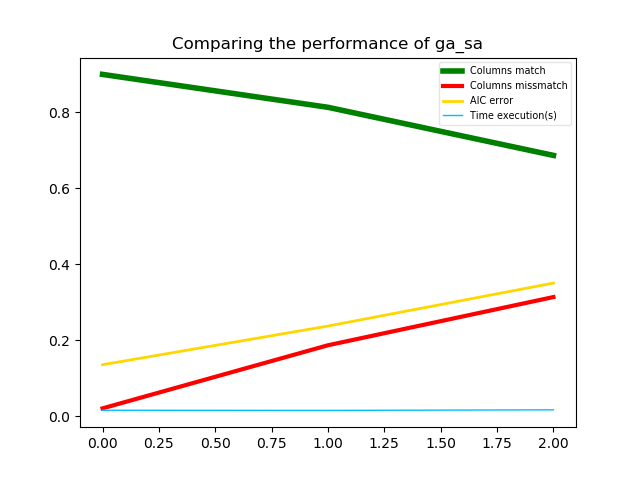 Comparing the performance of ga_sa
Columns match
Columns missmatch
AIC error
Time execution(s)
0.8
0.6
0.4
0.2
0.0
0.00 0.25 0.50 0.75 1.00 1.25 1.50 1.75 2.00